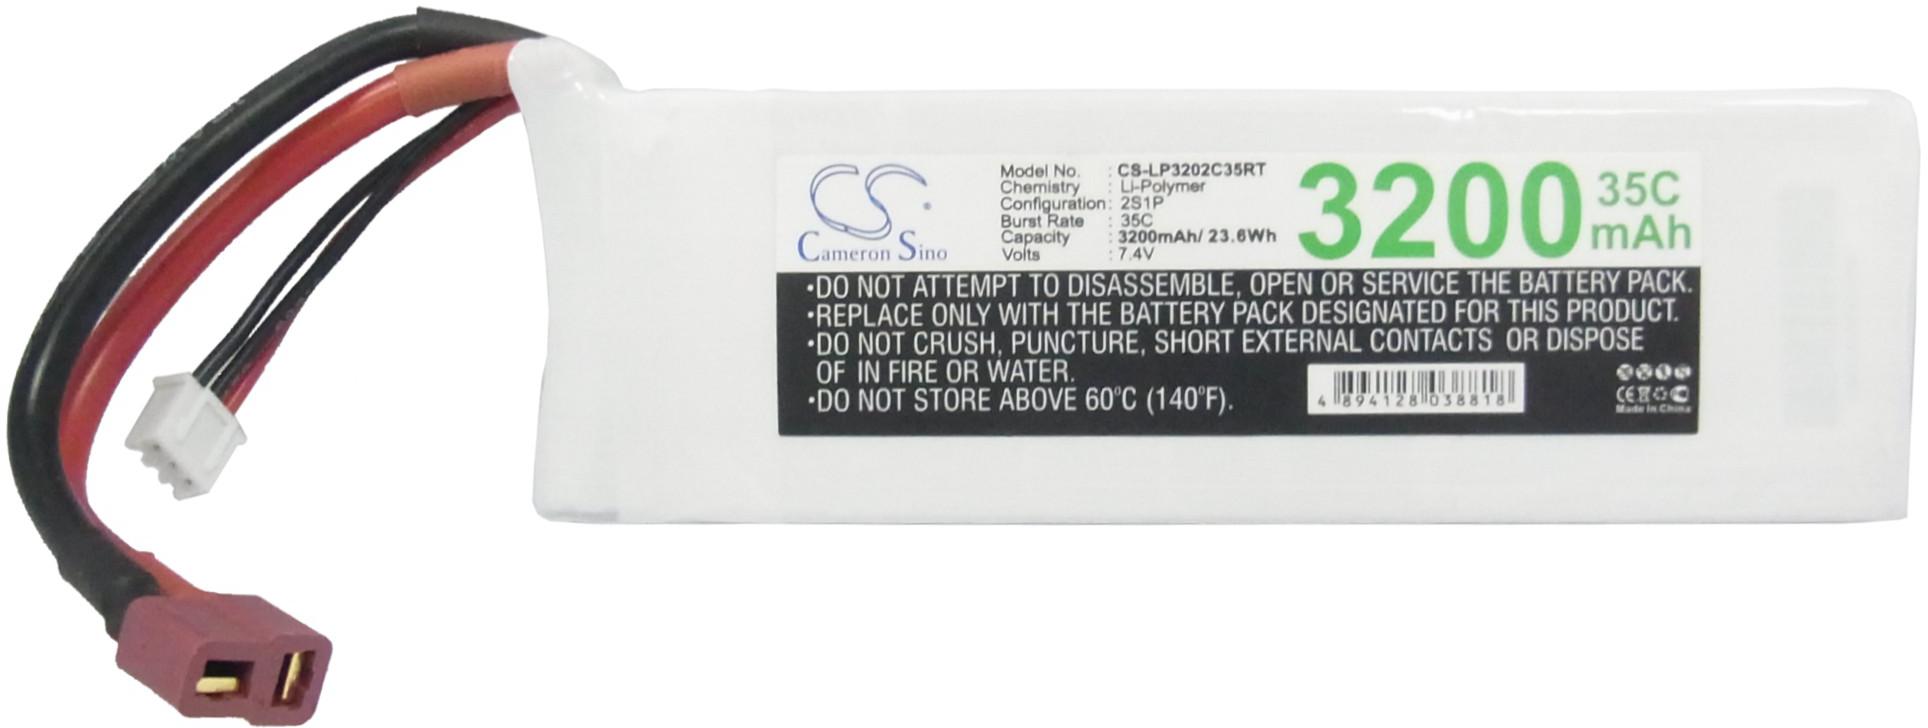 CS
Cameron Sino
Model No. : CS-LP3202C35RT
Chemistry : Li-Polymer
Configuration : 2S1P
Burst Rate : 35C
Capacity : 3200mAh/ 23.6Wh
Volts : 7.4V
3200 35C
mAh
•DO NOT ATTEMPT TO DISASSEMBLE, OPEN OR SERVICE THE BATTERY PACK.
•REPLACE ONLY WITH THE BATTERY PACK DESIGNATED FOR THIS PRODUCT.
•DO NOT CRUSH, PUNCTURE, SHORT EXTERNAL CONTACTS OR DISPOSE
OF IN FIRE OR WATER.
•DO NOT STORE ABOVE 60°C (140°F).
4 894128 038818
CE
Made in China